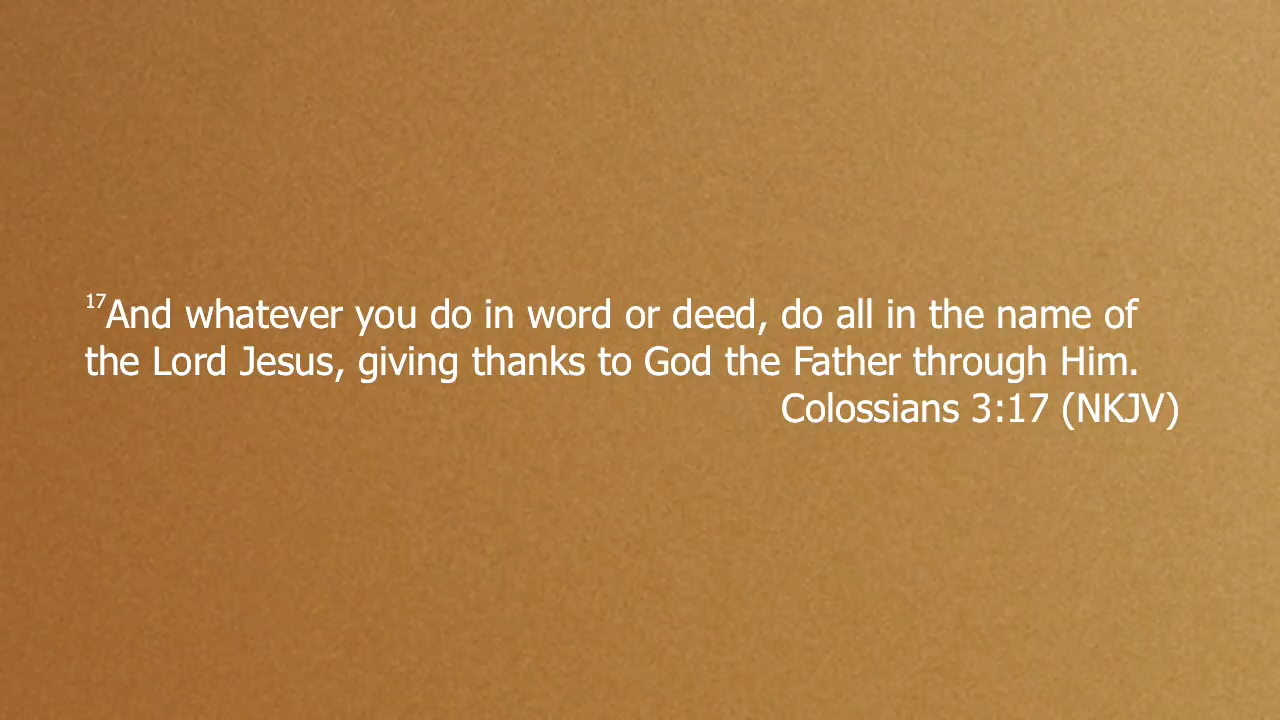 17And whatever you do in word or deed, do all in the name of
the Lord Jesus, giving thanks to God the Father through Him.
Colossians 3:17 (NKJV)